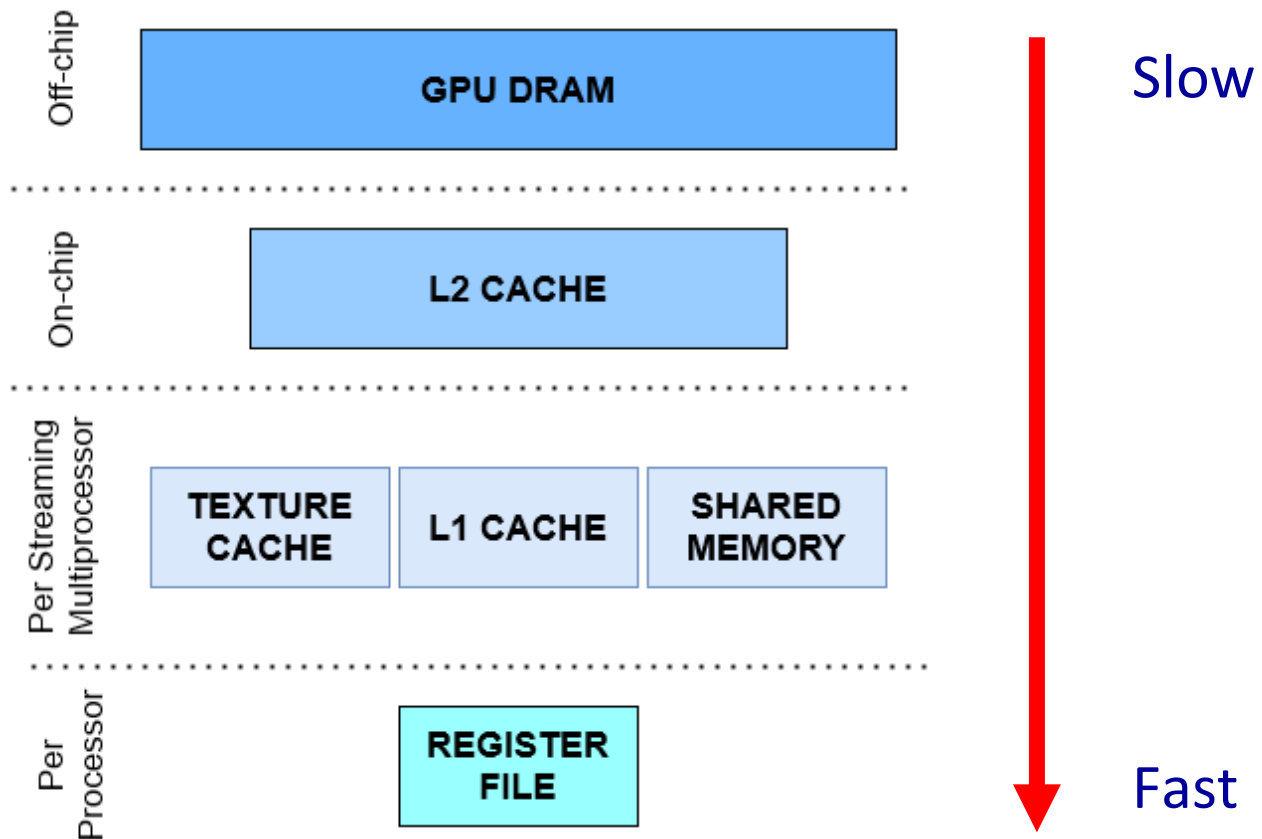 Off-chip
GPU DRAM
Slow
On-chip
L2 CACHE
Per Streaming
Multiprocessor
TEXTURE
CACHE
L1 CACHE
SHARED
MEMORY
Per
Processor
REGISTER
FILE
Fast